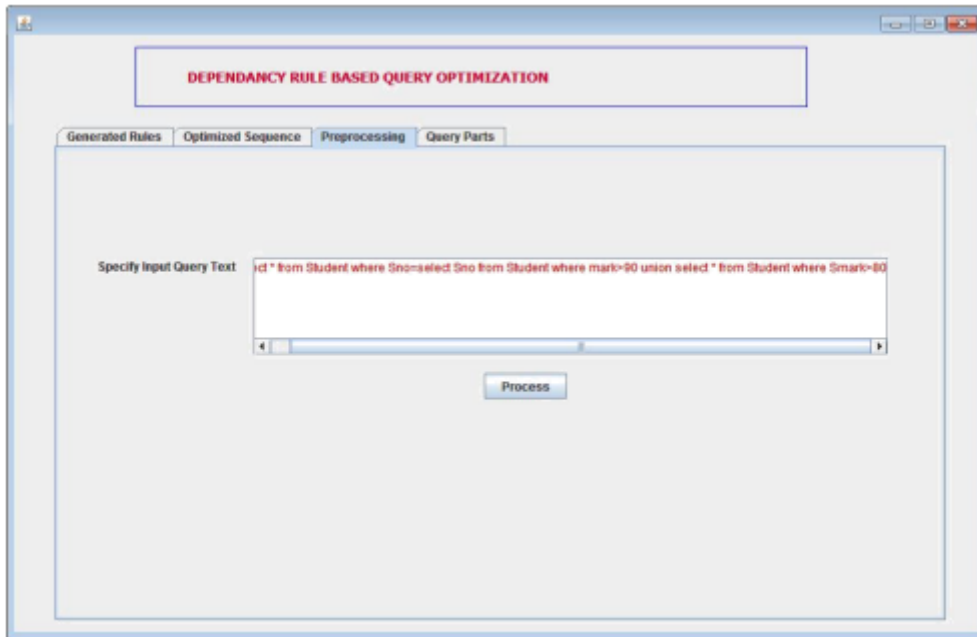 DEPENDANCY RULE BASED QUERY OPTIMIZATION
Generated Rules Optimized Sequence Preprocessing Query Parts
Specify Input Query Text
ct * from Student where Sno=select Sno from Student where mark>90 union select * from Student where Smark>80
Process